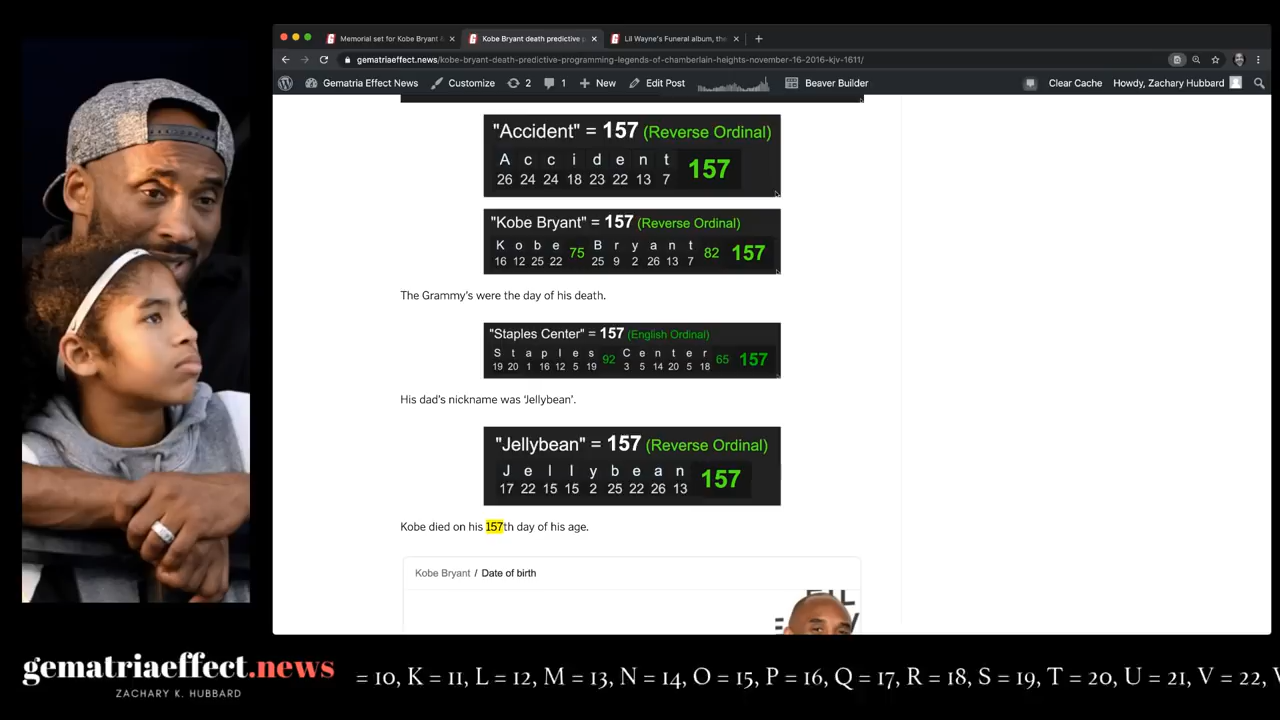 Memorial set for Kobe Bryant
Kobe Bryant death predictive
Lil Wayne's Funeral album, the
gematriaeffect.news/kobe-bryant-death-predictive-programming-legends-of-chamberlain-heights-november-16-2016-kjv-1611/
Gematria Effect News Customize 2 1 New Edit Post Beaver Builder Clear Cache Howdy, Zachary Hubbard
"Accident" = 157 (Reverse Ordinal)
A c c i d e n t
26 24 24 18 23 22 13 7 157
"Kobe Bryant" = 157 (Reverse Ordinal)
K o b e B r y a n t
16 12 25 22 75 25 9 2 26 13 7 82 157
The Grammy's were the day of his death.
"Staples Center" = 157 (English Ordinal)
S t a p l e s C e n t e r
19 20 1 16 12 5 19 92 3 5 14 20 5 18 65 157
His dad's nickname was 'Jellybean'.
"Jellybean" = 157 (Reverse Ordinal)
J e l l y b e a n
17 22 15 15 2 25 22 26 13 157
Kobe died on his 157th day of his age.
Kobe Bryant / Date of birth
gematriaeffect.news
ZACHARY K. HUBBARD
= 10, K = 11, L = 12, M = 13, N = 14, O = 15, P = 16, Q = 17, R = 18, S = 19, T = 20, U = 21, V = 22,